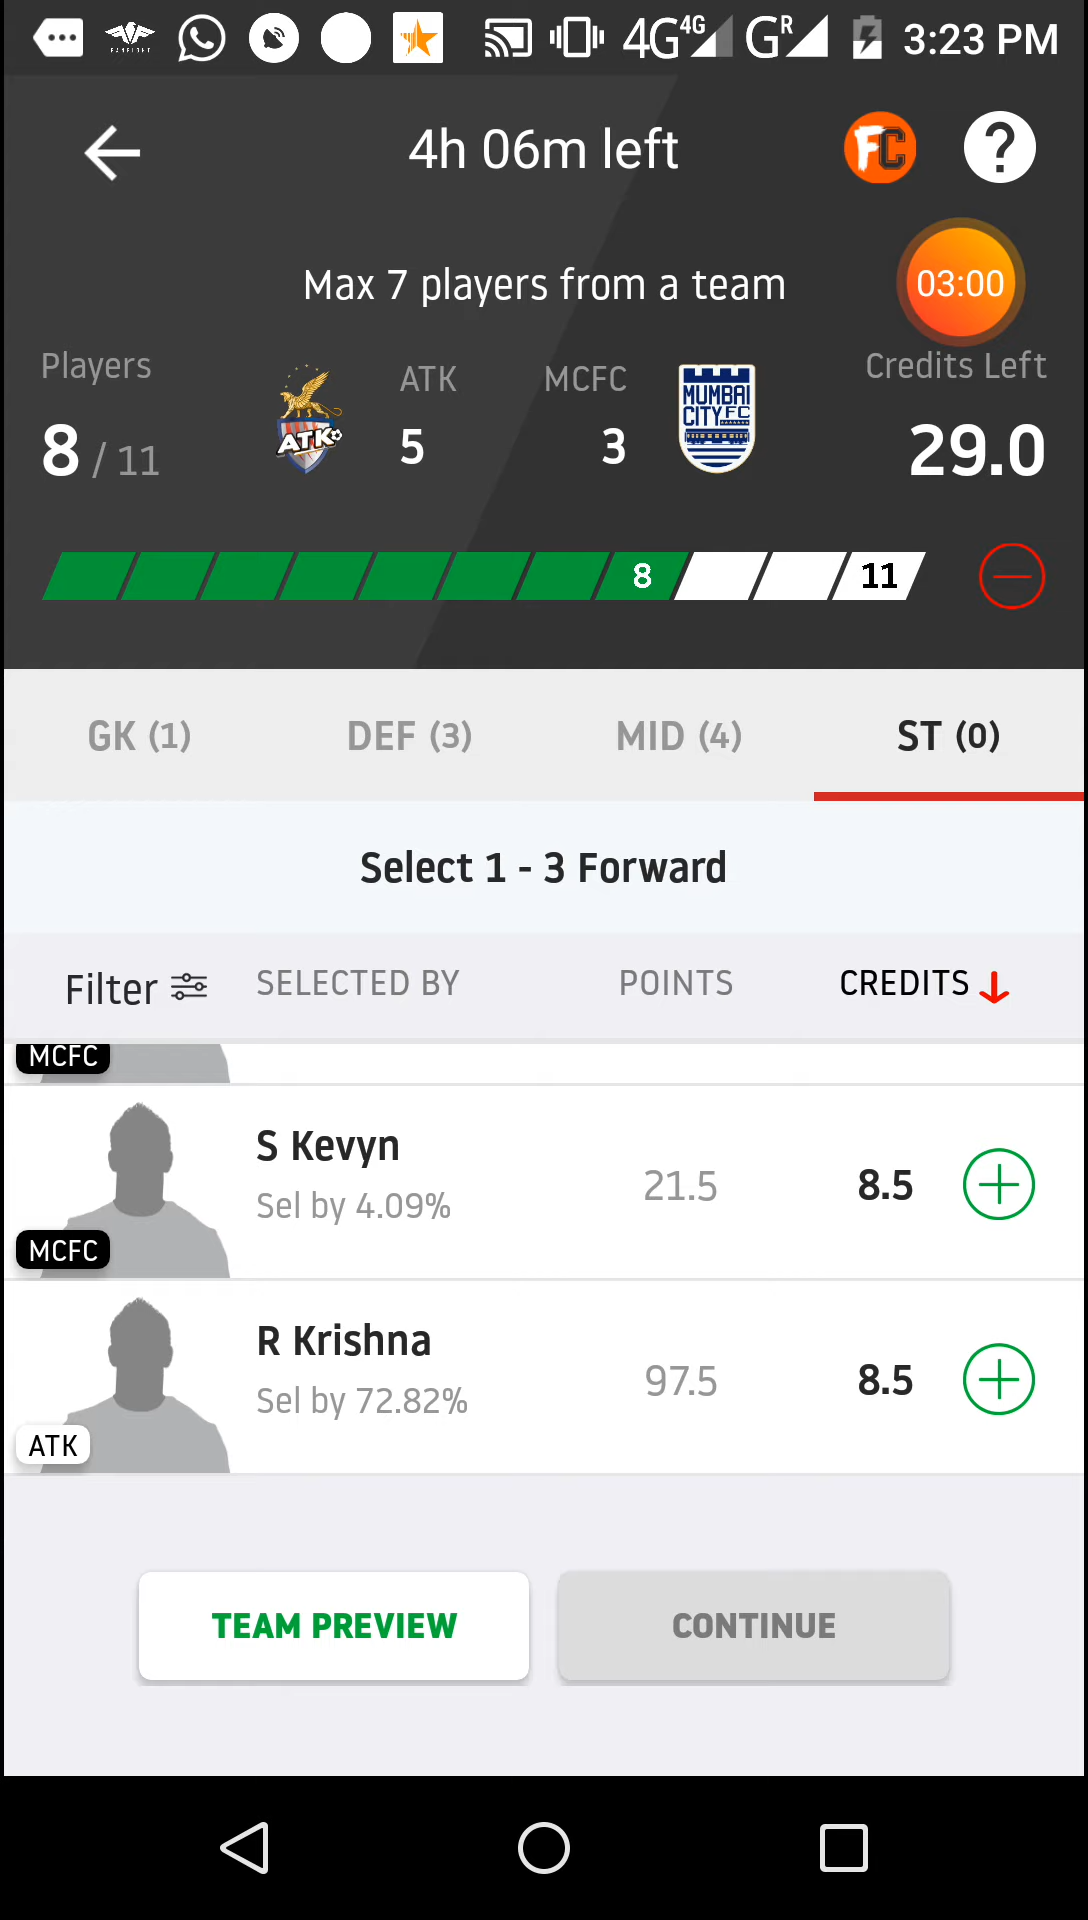 4G 4G G R 3:23 PM
4h 06m left FC ?
Max 7 players from a team 03:00
Players ATK MCFC Credits Left
ATK MUMBAI CITY FC
8 / 11 5 3 29.0
8 11
GK (1) DEF (3) MID (4) ST (0)
Select 1 - 3 Forward
Filter SELECTED BY POINTS CREDITS
MCFC
S Kevyn
Sel by 4.09% 21.5 8.5
MCFC
R Krishna
Sel by 72.82% 97.5 8.5
ATK
TEAM PREVIEW CONTINUE